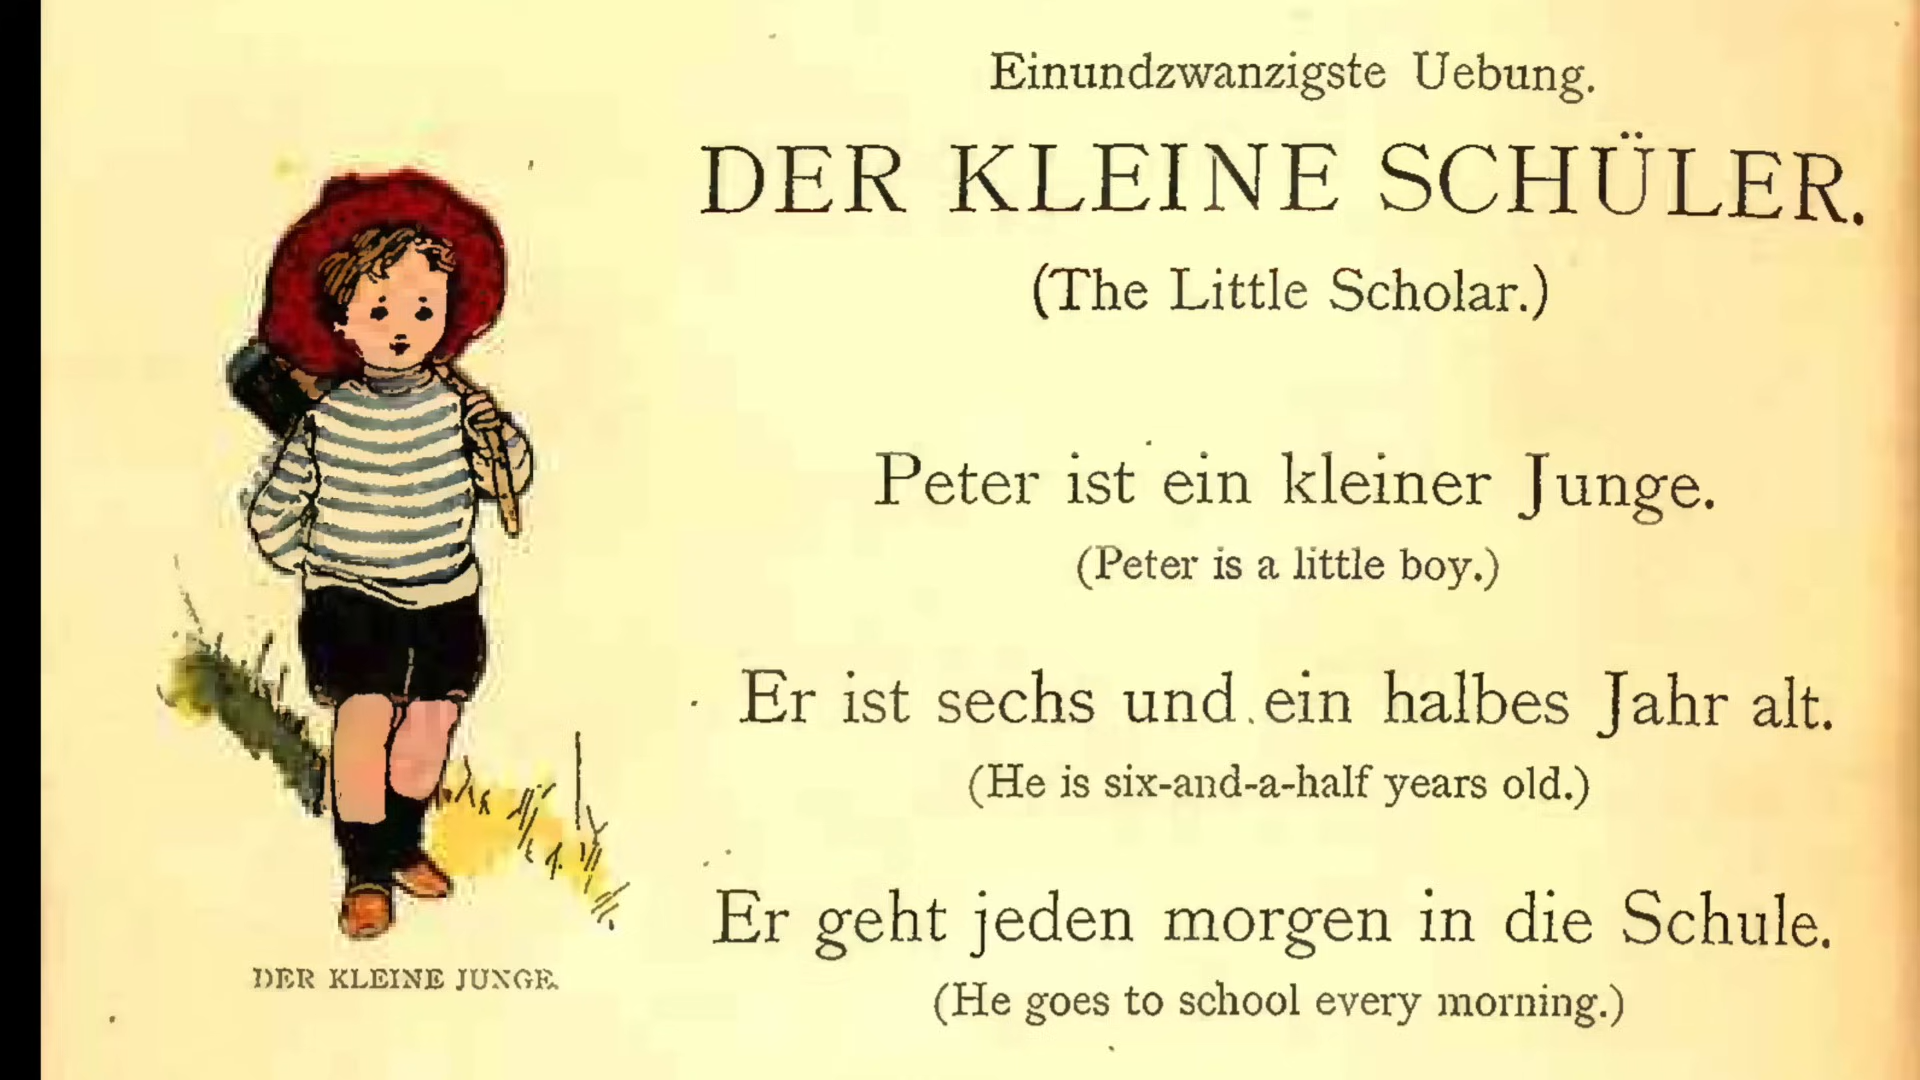 Einundzwanzigste Uebung.
DER KLEINE SCHÜLER.
(The Little Scholar.)
Peter ist ein kleiner Junge.
(Peter is a little boy.)
Er ist sechs und ein halbes Jahr alt.
(He is six-and-a-half years old.)
Er geht jeden morgen in die Schule.
(He goes to school every morning.)
DER KLEINE JUNGE.